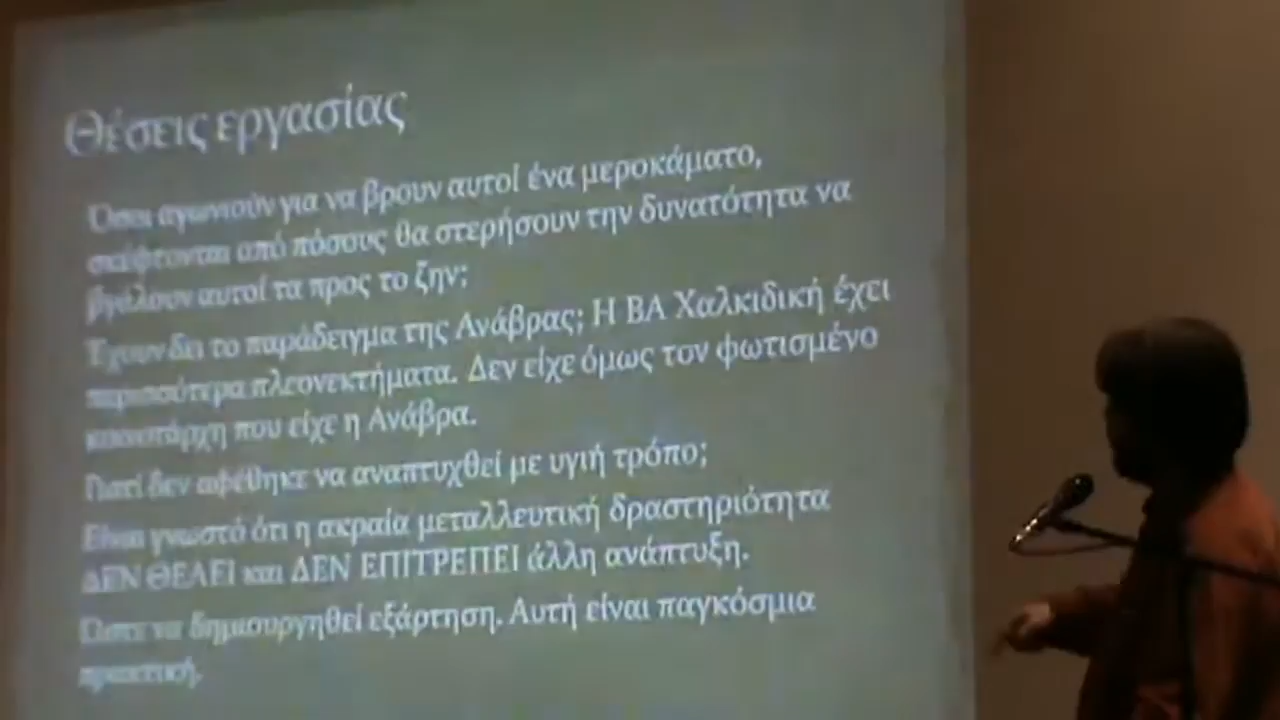 Θέσεις εργασίας
Όσοι αγωνιούν για να βρουν αυτοί ένα μεροκάματο,
σκέφτονται από πόσους θα στερήσουν την δυνατότητα να
βγάλουν αυτοί τα προς το ζην;
Έχουν δει το παράδειγμα της Ανάβρας; Η ΒΑ Χαλκιδική έχει
περισσότερα πλεονεκτήματα. Δεν είχε όμως τον φωτισμένο
κοινοτάρχη που είχε η Ανάβρα.
Γιατί δεν αφέθηκε να αναπτυχθεί με υγιή τρόπο;
Είναι γνωστό ότι η ακραία μεταλλευτική δραστηριότητα
ΔΕΝ ΘΕΛΕΙ και ΔΕΝ ΕΠΙΤΡΕΠΕΙ άλλη ανάπτυξη.
Ώστε να δημιουργηθεί εξάρτηση. Αυτή είναι παγκόσμια
πρακτική.